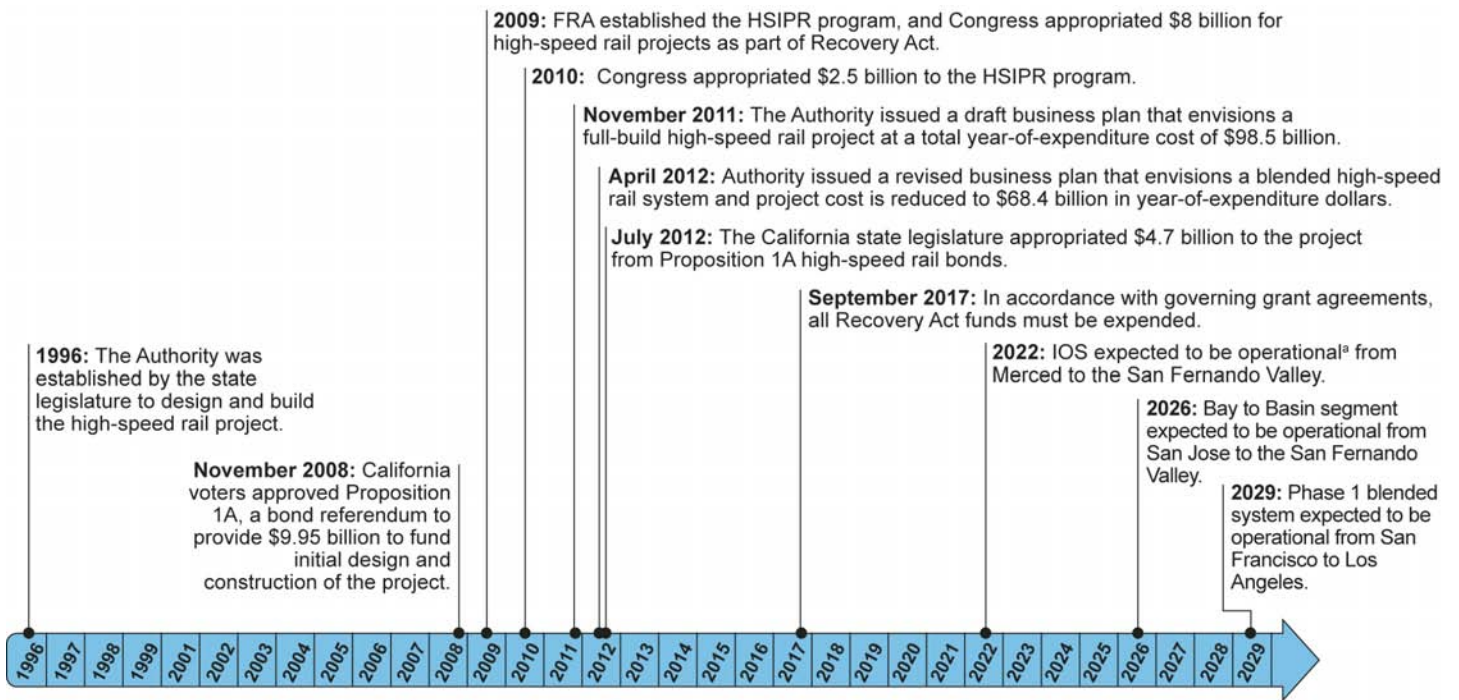 2009: FRA established the HSIPR program, and Congress appropriated $8 billion for
high-speed rail projects as part of Recovery Act.
2010: Congress appropriated $2.5 billion to the HSIPR program.
November 2011: The Authority issued a draft business plan that envisions a
full-build high-speed rail project at a total year-of-expenditure cost of $98.5 billion.
April 2012: Authority issued a revised business plan that envisions a blended high-speed
rail system and project cost is reduced to $68.4 billion in year-of-expenditure dollars.
July 2012: The California state legislature appropriated $4.7 billion to the project
from Proposition 1A high-speed rail bonds.
September 2017: In accordance with governing grant agreements,
all Recovery Act funds must be expended.
1996: The Authority was
established by the state
legislature to design and build
the high-speed rail project.
2022: IOS expected to be operationalª from
Merced to the San Fernando Valley.
2026: Bay to Basin segment
expected to be operational from
San Jose to the San Fernando
Valley.
November 2008: California
voters approved Proposition
1A, a bond referendum to
provide $9.95 billion to fund
initial design and
construction of the project.
2029: Phase 1 blended
system expected to be
operational from San
Francisco to Los
Angeles.
1996
1997
1998
1999
2001
2002
2003
2004
2005
2006
2007
2008
2009
2010
2011
2012
2013
2014
2015
2016
2017
2018
2019
2020
2021
2022
2023
2024
2025
2026
2027
2028
2029